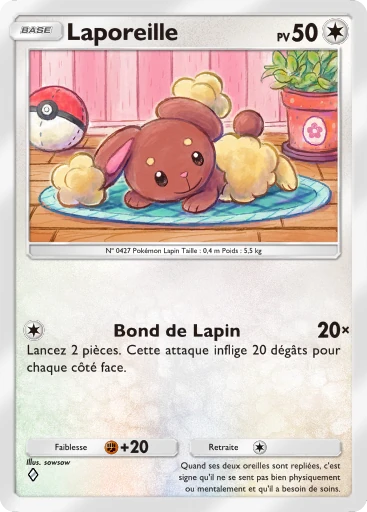 BASE Laporeille PV 50
N° 0427 Pokémon Lapin Taille : 0,4 m Poids : 5,5 kg
Bond de Lapin 20×
Lancez 2 pièces. Cette attaque inflige 20 dégâts pour
chaque côté face.
Faiblesse +20 Retraite
Illus. sowsow
Quand ses deux oreilles sont repliées, c'est
signe qu'il ne se sent pas bien physiquement
ou mentalement et qu'il a besoin de soins.